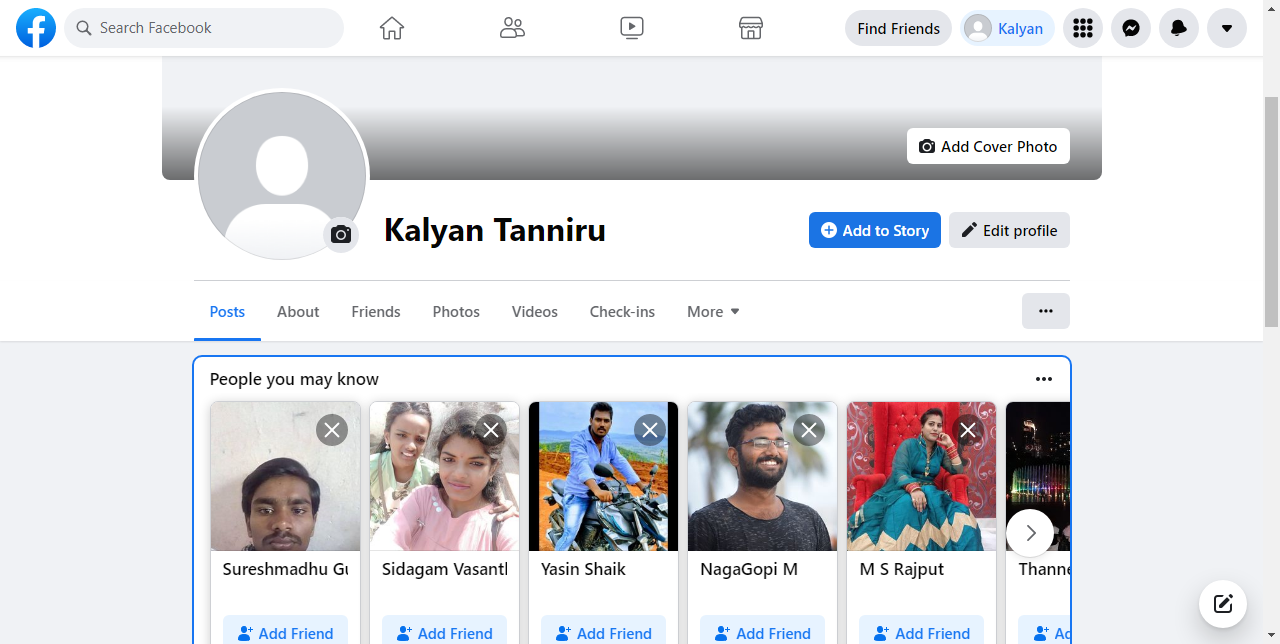 Search Facebook
Find Friends
Kalyan
Add Cover Photo
Kalyan Tanniru
Add to Story
Edit profile
Posts About Friends Photos Videos Check-ins More
People you may know
Sureshmadhu Gu Sidagam Vasanth Yasin Shaik NagaGopi M M S Rajput Thanne
Add Friend Add Friend Add Friend Add Friend Add Friend Ad